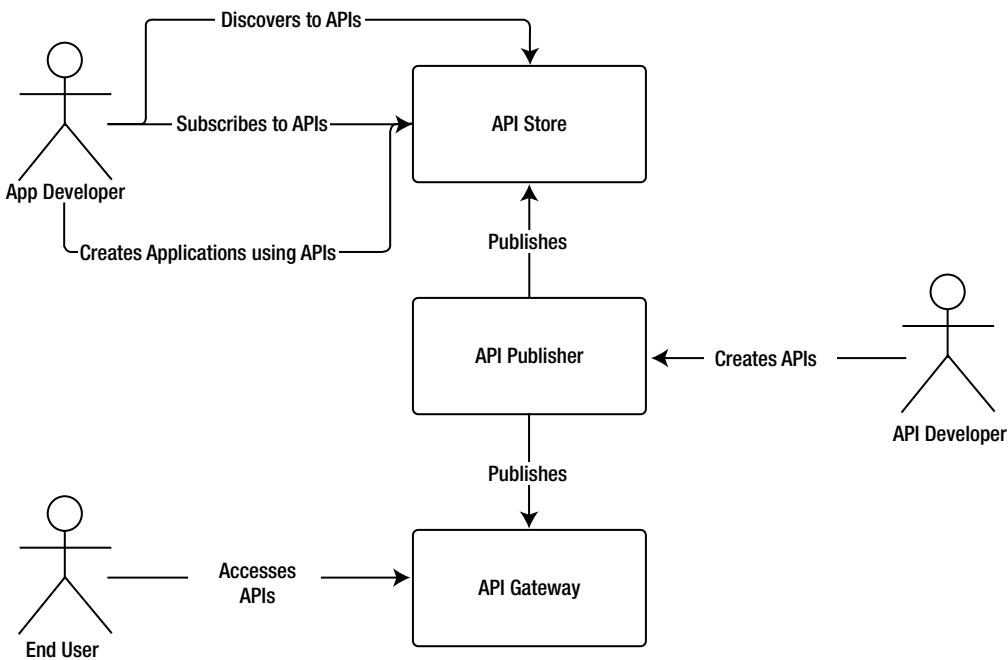 Discovers to APIs
API Store
Subscribes to APIs
App Developer
Creates Applications using APIs
Publishes
API Publisher
Creates APIs
API Developer
Publishes
Accesses
APIs
API Gateway
End User